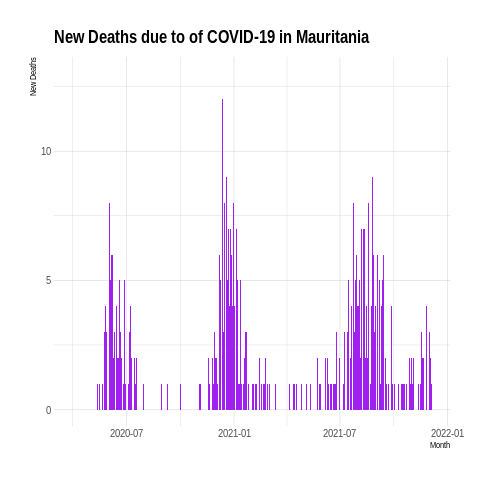 New Deaths due to of COVID-19 in Mauritania
New Deaths
10
5
0
2020-07 2021-01 2021-07 2022-01
Month